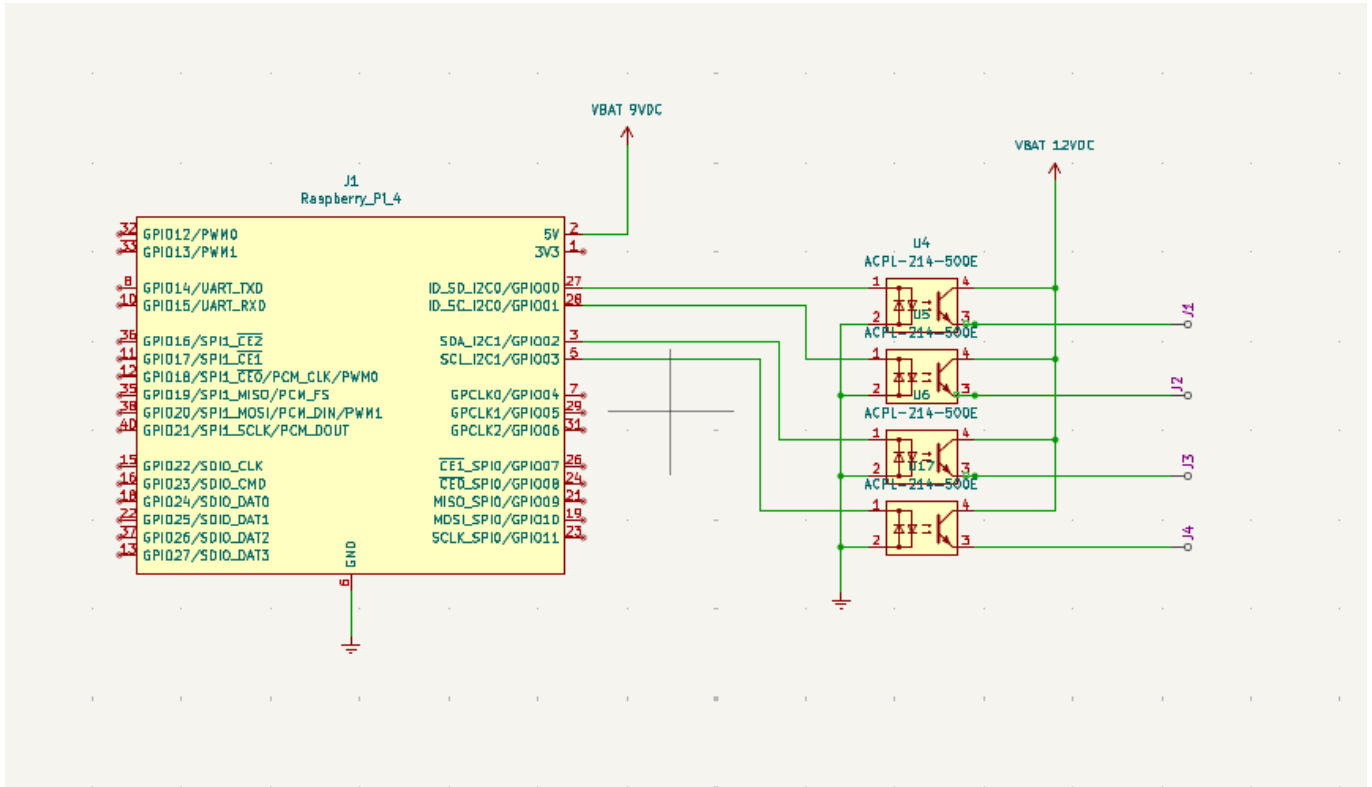 VBAT 9VDC
VBAT 12VDC
J1
Raspberry_Pi_4
32 GPIO12/PWM0
33 GPIO13/PWM1
8 GPIO14/UART_TXD
10 GPIO15/UART_RXD
36 GPIO16/SPI1_CE2
11 GPIO17/SPI1_CE1
12 GPIO18/SPI1_CE0/PCM_CLK/PWM0
35 GPIO19/SPI1_MISO/PCM_FS
38 GPIO20/SPI1_MOSI/PCM_DIN/PWM1
40 GPIO21/SPI1_SCLK/PCM_DOUT
15 GPIO22/SDIO_CLK
16 GPIO23/SDIO_CMD
18 GPIO24/SDIO_DAT0
22 GPIO25/SDIO_DAT1
37 GPIO26/SDIO_DAT2
13 GPIO27/SDIO_DAT3
5V 2
3V3 1
ID_SD_I2C0/GPIO00 27
ID_SC_I2C0/GPIO01 28
SDA_I2C1/GPIO02 3
SCL_I2C1/GPIO03 5
GPCLK0/GPIO04 7
GPCLK1/GPIO05 29
GPCLK2/GPIO06 31
CE1_SPI0/GPIO07 26
CE0_SPI0/GPIO08 24
MISO_SPI0/GPIO09 21
MOSI_SPI0/GPIO10 19
SCLK_SPI0/GPIO11 23
GND
6
U4
ACPL-214-500E
1 4
2 3
J1
U5
ACPL-214-500E
1 4
2 3
J2
U6
ACPL-214-500E
1 4
2 3
J3
U17
ACPL-214-500E
1 4
2 3
J4